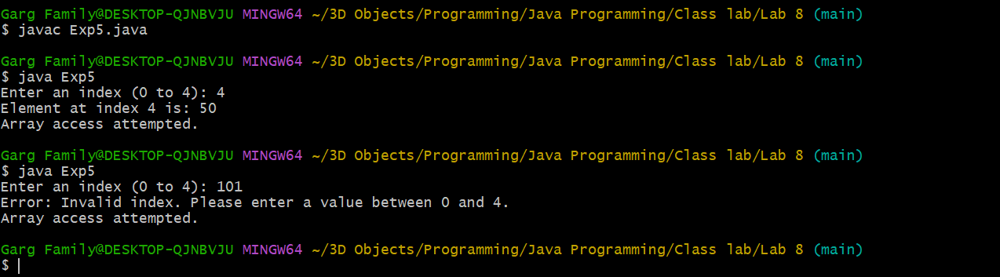 Garg Family@DESKTOP-QJNBVJU MINGW64 ~/3D Objects/Programming/Java Programming/Class lab/Lab 8 (main)
$ javac Exp5.java
Garg Family@DESKTOP-QJNBVJU MINGW64 ~/3D Objects/Programming/Java Programming/Class lab/Lab 8 (main)
$ java Exp5
Enter an index (0 to 4): 4
Element at index 4 is: 50
Array access attempted.
Garg Family@DESKTOP-QJNBVJU MINGW64 ~/3D Objects/Programming/Java Programming/Class lab/Lab 8 (main)
$ java Exp5
Enter an index (0 to 4): 101
Error: Invalid index. Please enter a value between 0 and 4.
Array access attempted.
Garg Family@DESKTOP-QJNBVJU MINGW64 ~/3D Objects/Programming/Java Programming/Class lab/Lab 8 (main)
$